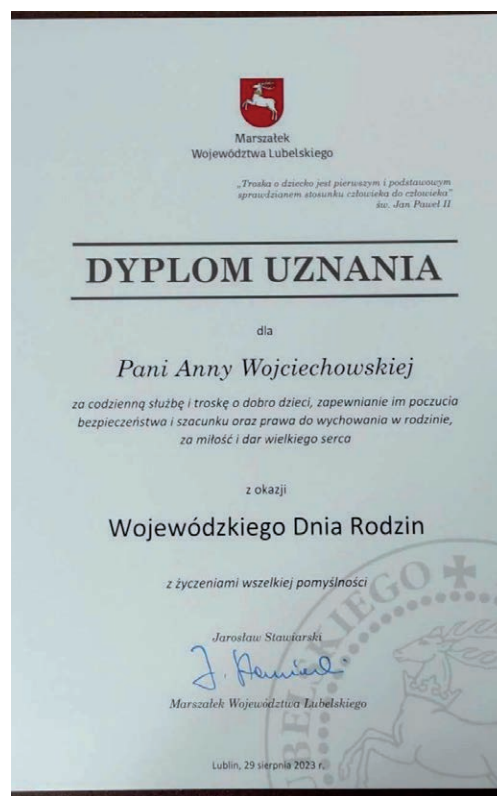 Marszałek
Województwa Lubelskiego
„Troska o dziecko jest pierwszym i podstawowym
sprawdzianem stosunku człowieka do człowieka”
św. Jan Paweł II
DYPLOM UZNANIA
dla
Pani Anny Wojciechowskiej
za codzienną służbę i troskę o dobro dzieci, zapewnianie im poczucia
bezpieczeństwa i szacunku oraz prawa do wychowania w rodzinie,
za miłość i dar wielkiego serca
z okazji
Wojewódzkiego Dnia Rodzin
z życzeniami wszelkiej pomyślności
Jarosław Stawiarski
Marszałek Województwa Lubelskiego
Lublin, 29 sierpnia 2023 r.